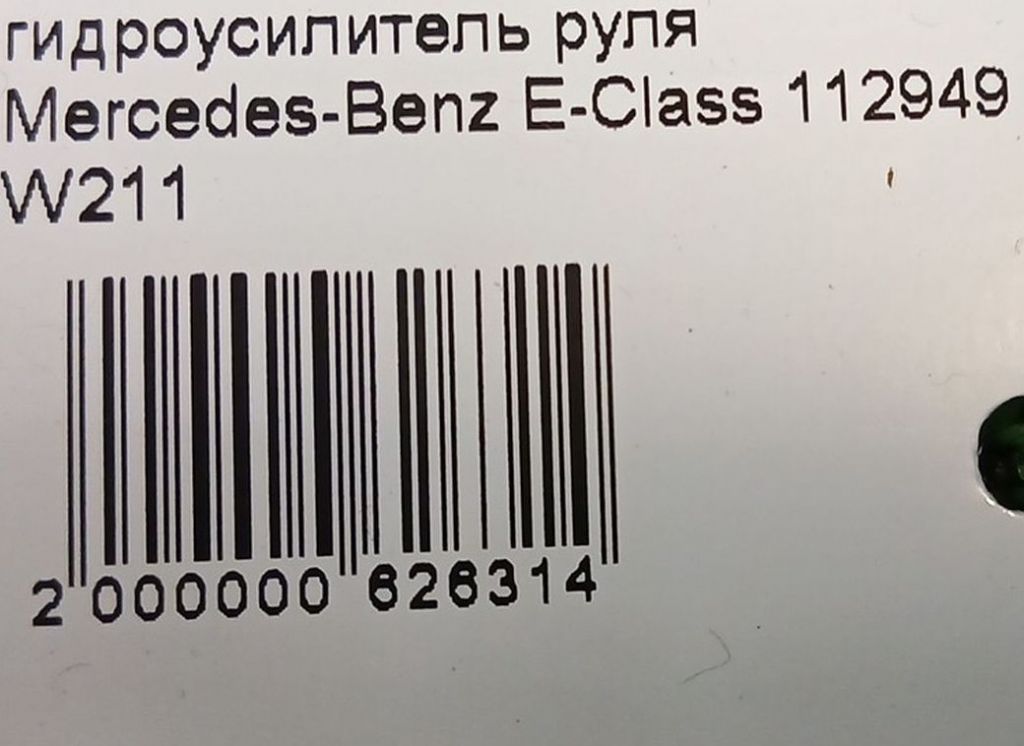 гидроусилитель руля
Mercedes-Benz E-Class 112949
W211
2 000000 626314